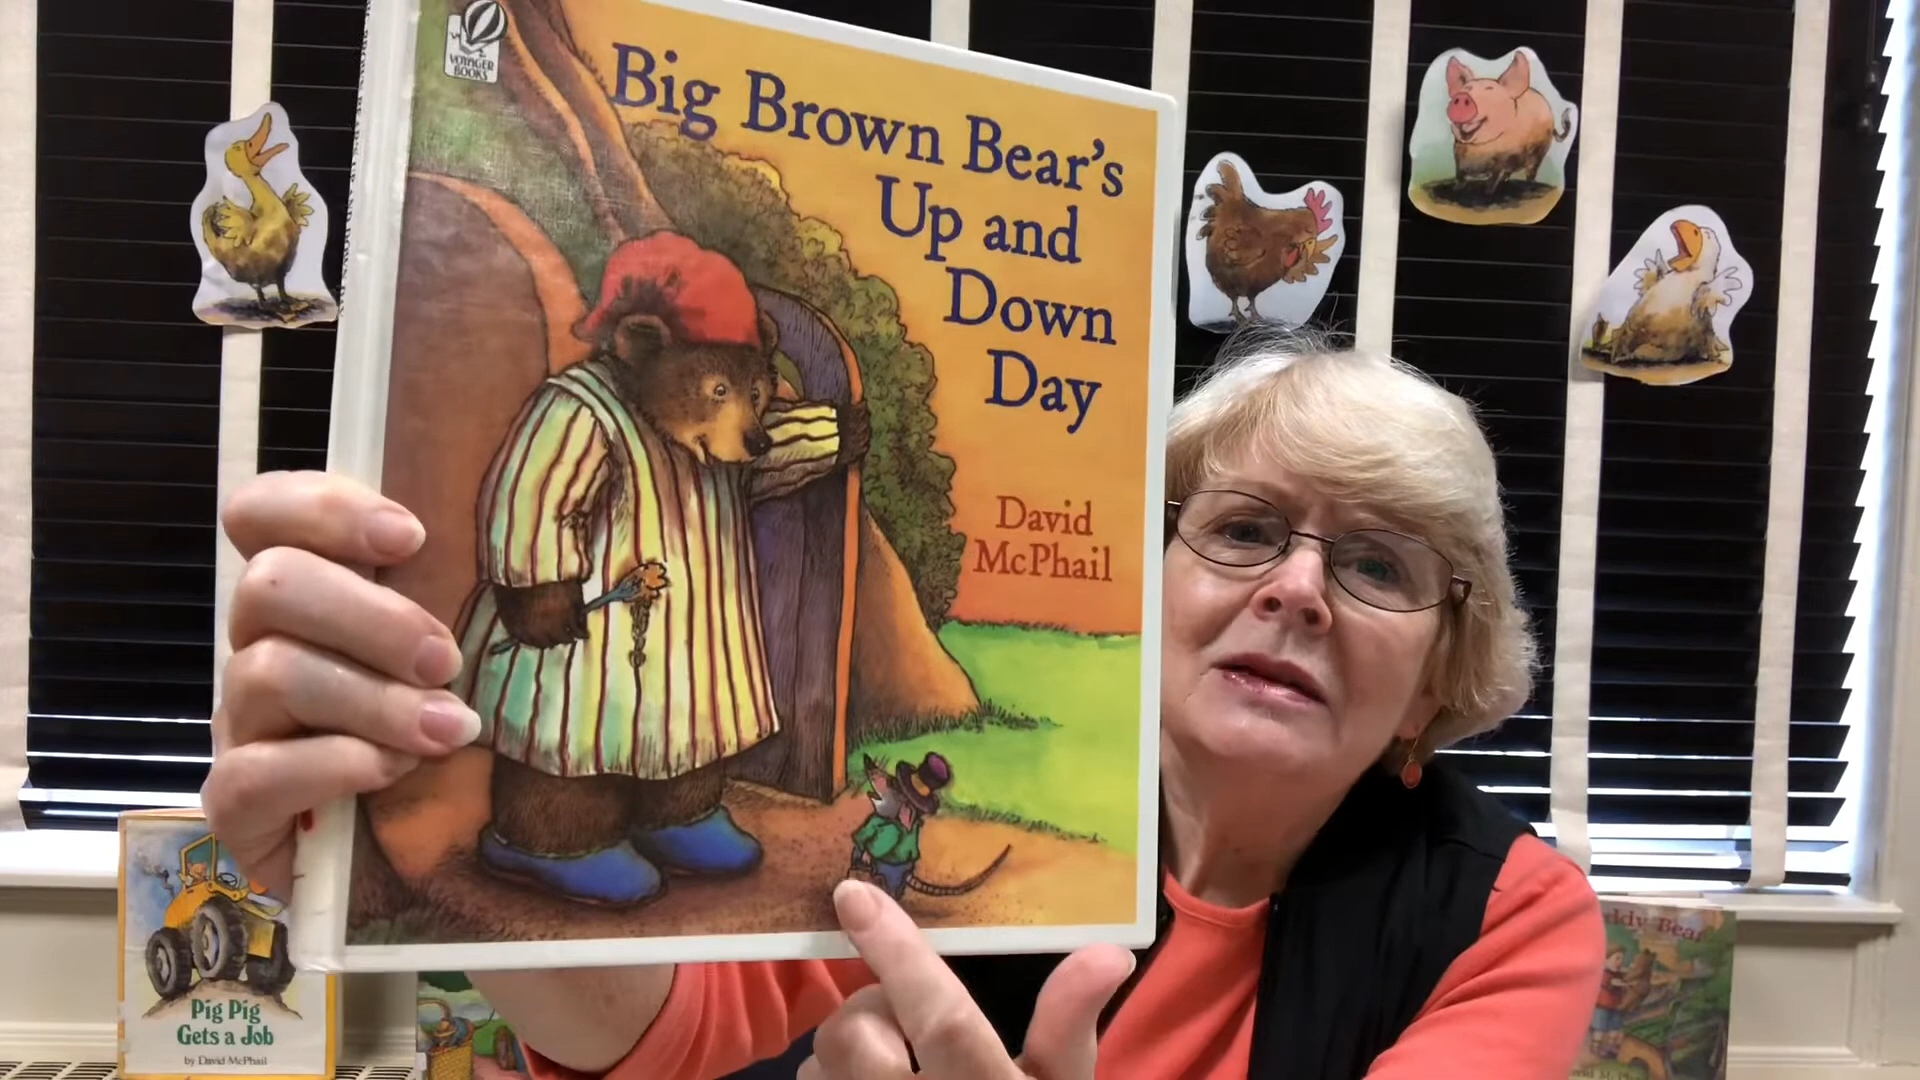 VOYAGER
BOOKS
Big Brown Bear's
Up and
Down
Day
David
McPhail
Pig Pig
Gets a Job
by David McPhail
ddy Bear